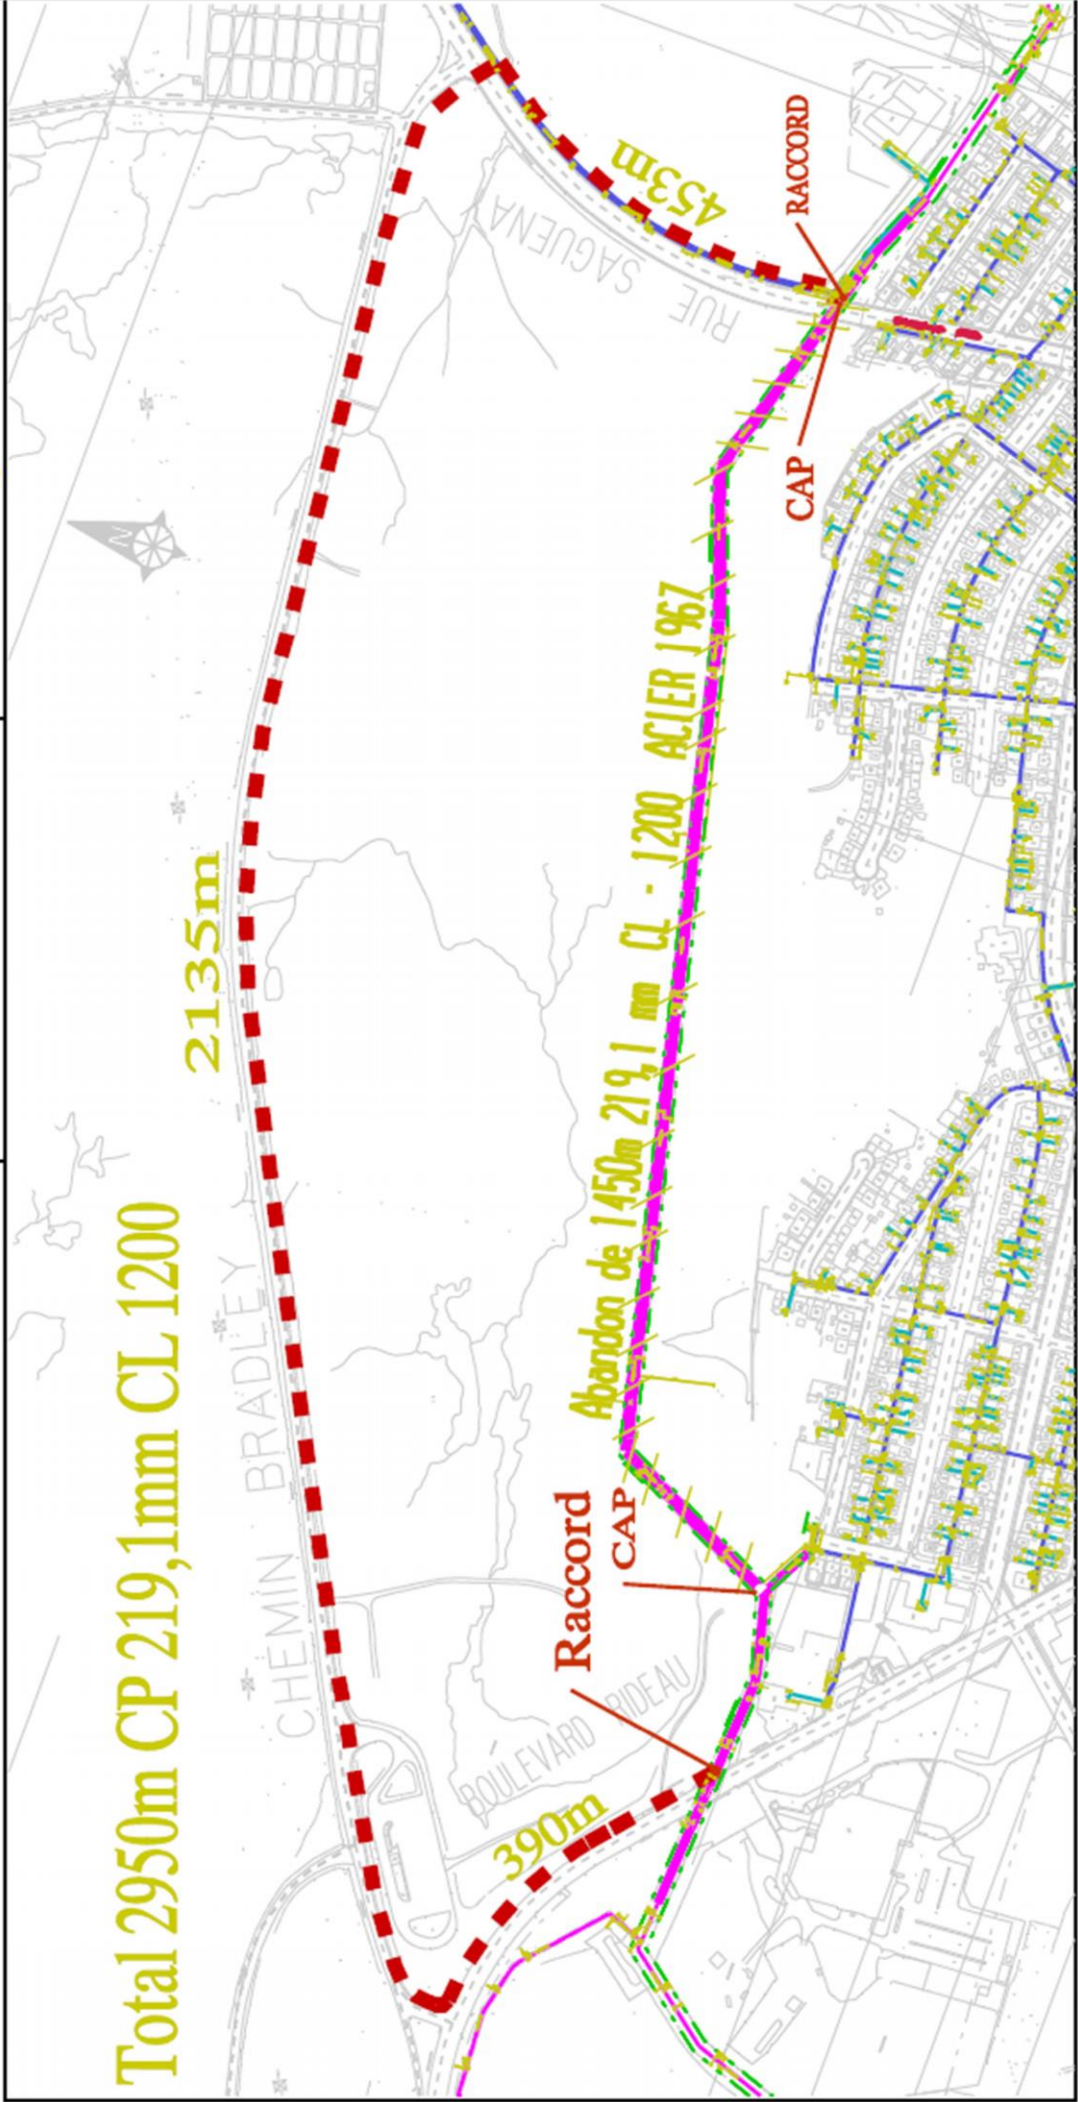 Total 2950m CP 219,1mm CL 1200
2135m
CHEMIN BRADLEY
N
390m
BOULEVARD RIDEAU
Raccord
CAP
Abandon de 1450m 219,1 mm CL - 1200 ACIER 1967
CAP
RACCORD
453m
RUE SAGUENA